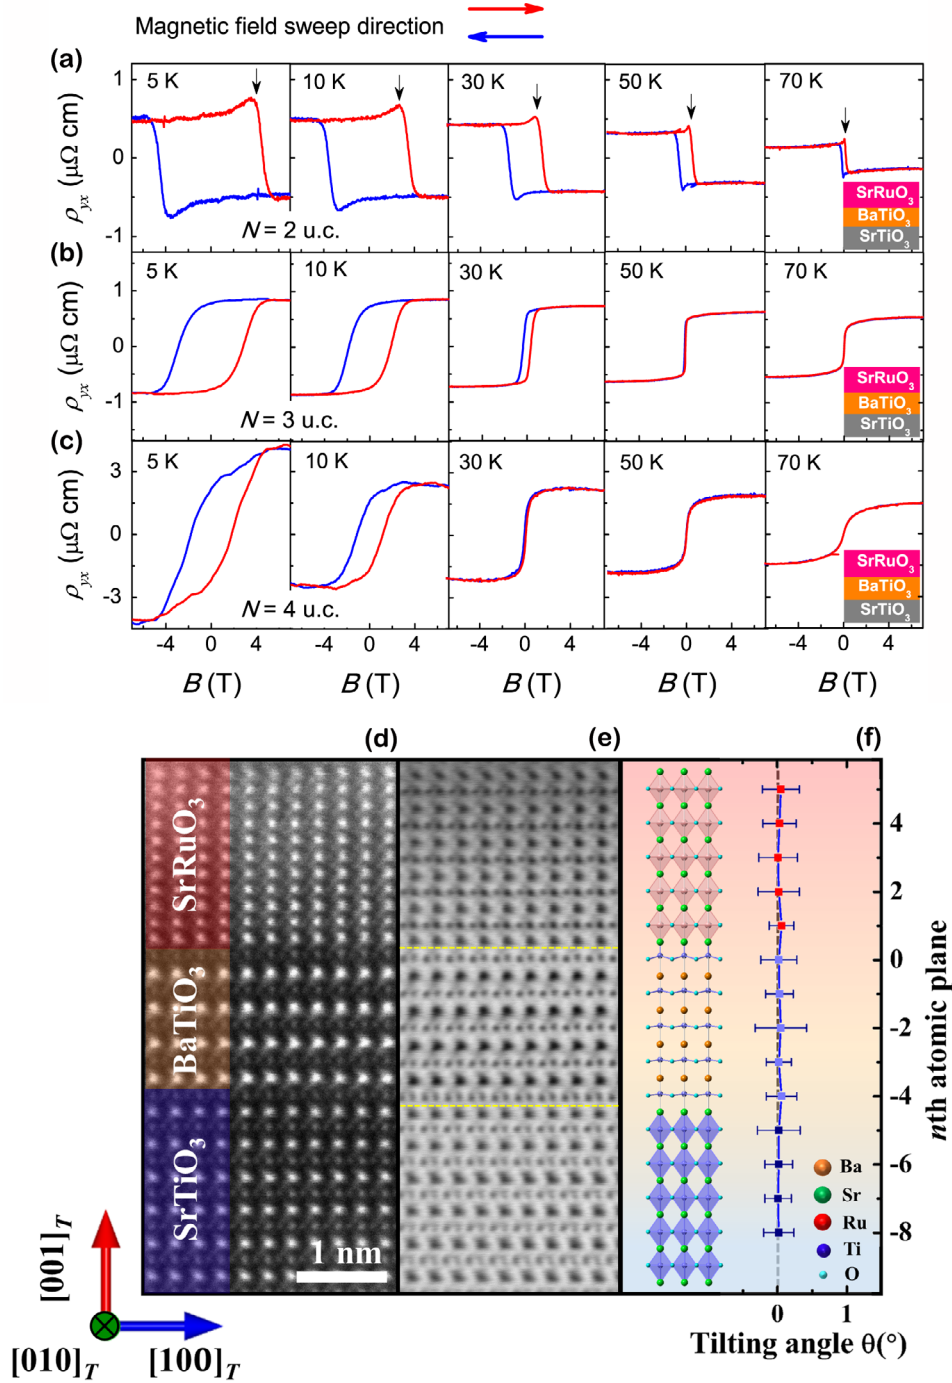 Magnetic field sweep direction
(a)
5 K
10 K
30 K
50 K
70 K
1
0
-1
ρyx (μΩ cm)
N = 2 u.c.
SrRuO3
BaTiO3
SrTiO3
(b)
5 K
10 K
30 K
50 K
70 K
1
0
-1
ρyx (μΩ cm)
N = 3 u.c.
SrRuO3
BaTiO3
SrTiO3
(c)
5 K
10 K
30 K
50 K
70 K
3
0
-3
ρyx (μΩ cm)
N = 4 u.c.
SrRuO3
BaTiO3
SrTiO3
-4 0 4 -4 0 4 -4 0 4 -4 0 4 -4 0 4
B (T) B (T) B (T) B (T) B (T)
(d) (e) (f)
SrRuO3
BaTiO3
SrTiO3
1 nm
4
2
0
-2
-4
-6
-8
nth atomic plane
Ba
Sr
Ru
Ti
O
0 1
Tilting angle θ(°)
[001]T
[010]T [100]T